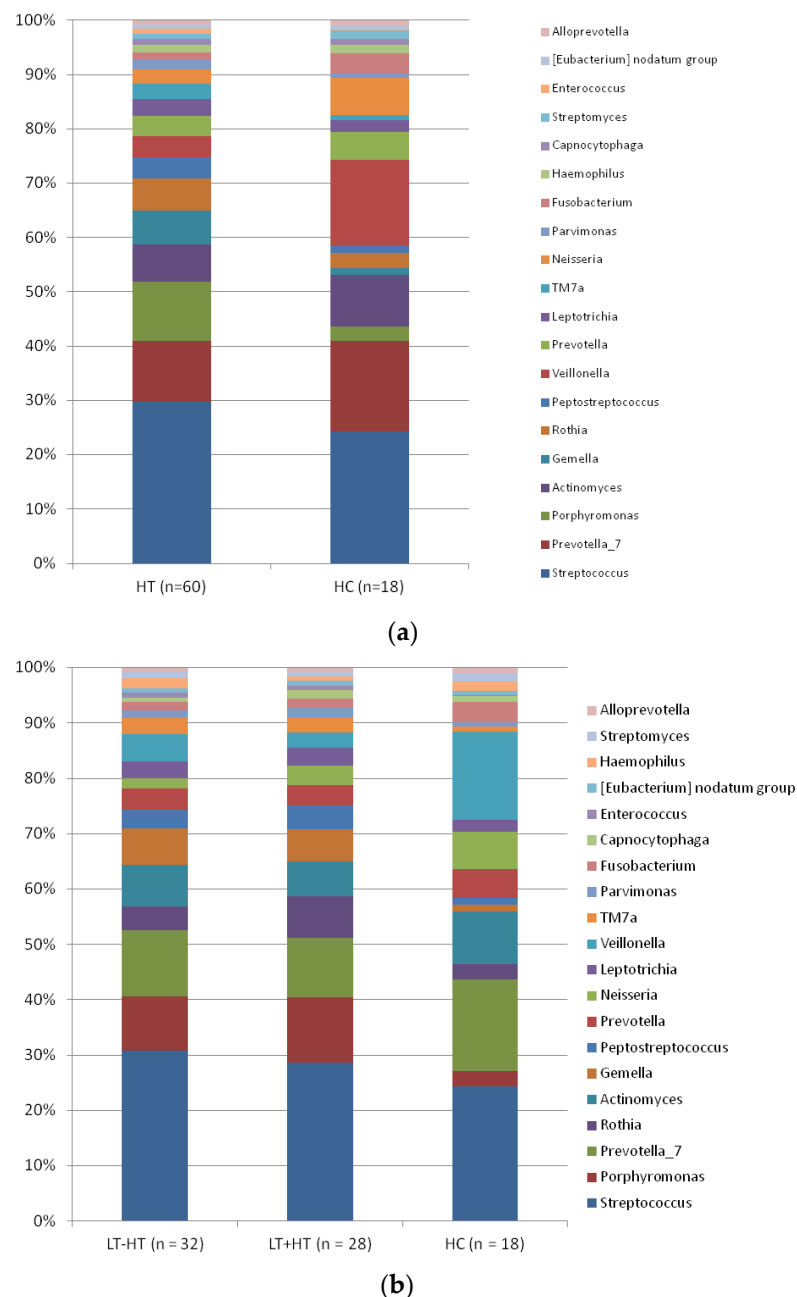 100%
90%
80%
70%
60%
50%
40%
30%
20%
10%
0%
HT (n=60)
HC (n=18)
Alloprevotella
[Eubacterium] nodatum group
Enterococcus
Streptomyces
Capnocytophaga
Haemophilus
Fusobacterium
Parvimonas
Neisseria
TM7a
Leptotrichia
Prevotella
Veillonella
Peptostreptococcus
Rothia
Gemella
Actinomyces
Porphyromonas
Prevotella_7
Streptococcus
(a)
100%
90%
80%
70%
60%
50%
40%
30%
20%
10%
0%
LT-HT (n = 32)
LT+HT (n = 28)
HC (n = 18)
Alloprevotella
Streptomyces
Haemophilus
[Eubacterium] nodatum group
Enterococcus
Capnocytophaga
Fusobacterium
Parvimonas
TM7a
Veillonella
Leptotrichia
Neisseria
Prevotella
Peptostreptococcus
Gemella
Actinomyces
Rothia
Prevotella_7
Porphyromonas
Streptococcus
(b)